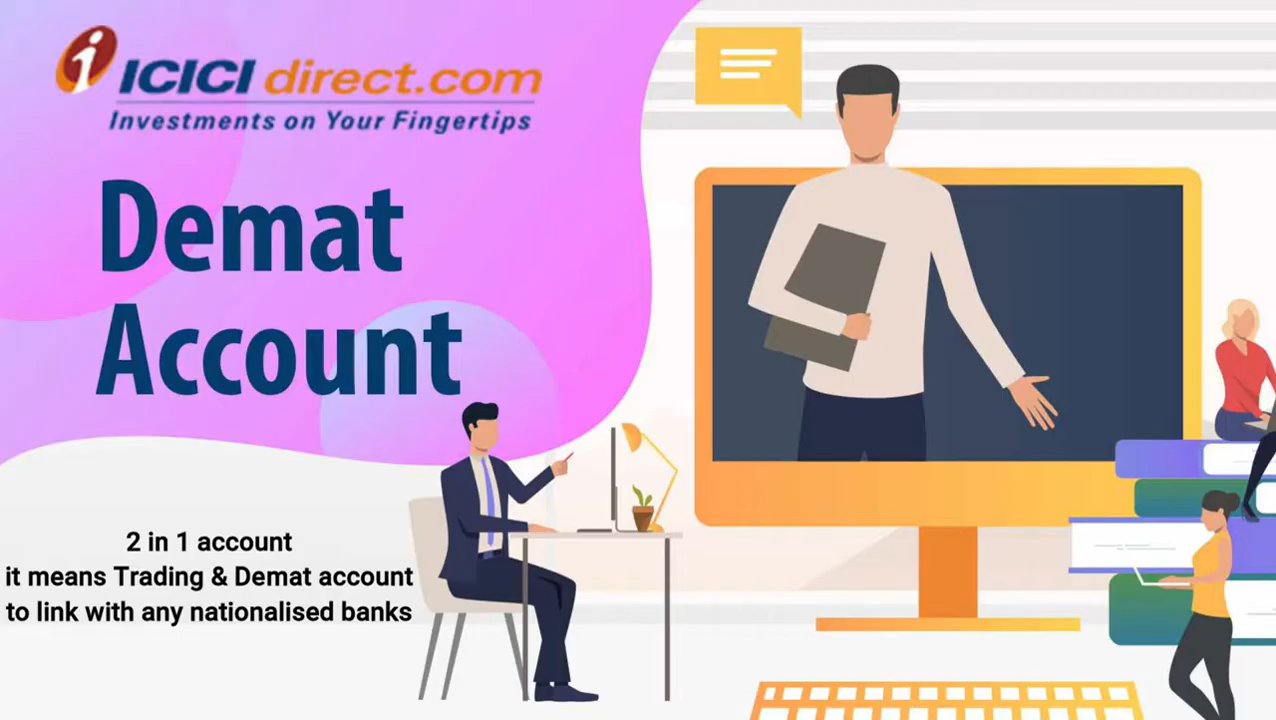 ICICI direct.com
Investments on Your Fingertips
Demat
Account
2 in 1 account
it means Trading & Demat account
to link with any nationalised banks